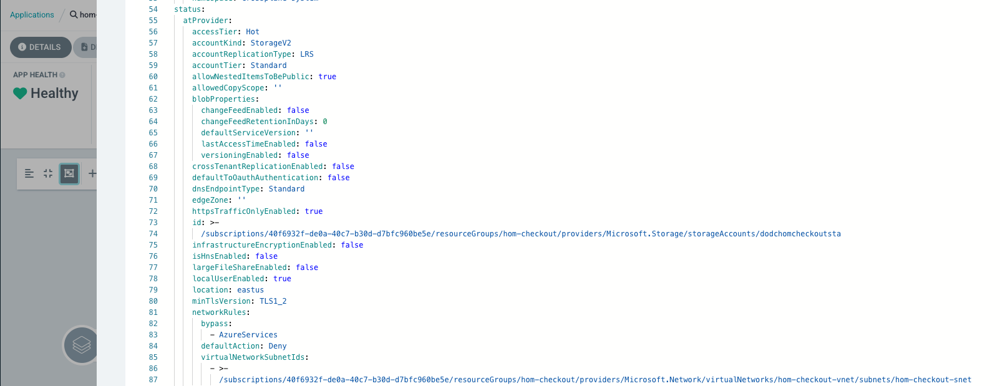 Applications
hom-
DETAILS
D
APP HEALTH
Healthy
54 status:
55 atProvider:
56 accessTier: Hot
57 accountKind: StorageV2
58 accountReplicationType: LRS
59 accountTier: Standard
60 allowNestedItemsToBePublic: true
61 allowedCopyScope: ''
62 blobProperties:
63 changeFeedEnabled: false
64 changeFeedRetentionInDays: 0
65 defaultServiceVersion: ''
66 lastAccessTimeEnabled: false
67 versioningEnabled: false
68 crossTenantReplicationEnabled: false
69 defaultToOauthAuthentication: false
70 dnsEndpointType: Standard
71 edgeZone: ''
72 httpsTrafficOnlyEnabled: true
73 id: >-
74 /subscriptions/40f6932f-de0a-40c7-b30d-d7bfc960be5e/resourceGroups/hom-checkout/providers/Microsoft.Storage/storageAccounts/dodchomcheckoutsta
75 infrastructureEncryptionEnabled: false
76 isHnsEnabled: false
77 largeFileShareEnabled: false
78 localUserEnabled: true
79 location: eastus
80 minTlsVersion: TLS1_2
81 networkRules:
82 bypass:
83 - AzureServices
84 defaultAction: Deny
85 virtualNetworkSubnetIds:
86 - >-
87 /subscriptions/40f6932f-de0a-40c7-b30d-d7bfc960be5e/resourceGroups/hom-checkout/providers/Microsoft.Network/virtualNetworks/hom-checkout-vnet/subnets/hom-checkout-snet